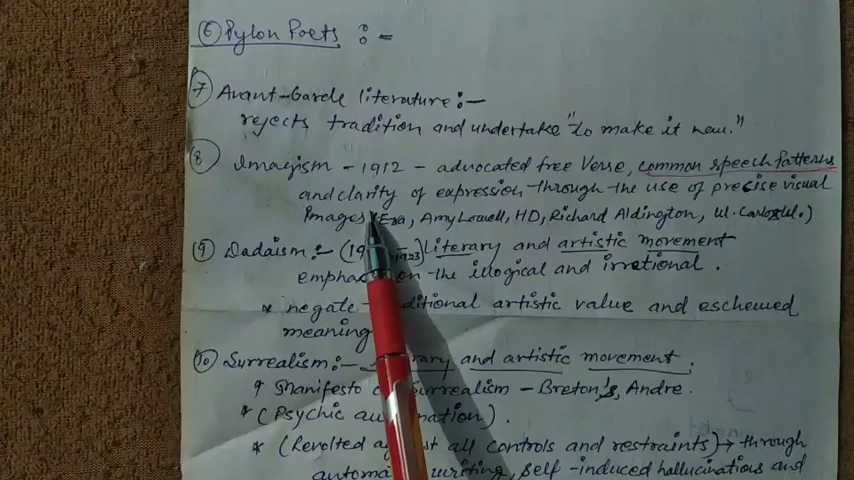 6 Pylon Poets :-
7 Avant-Garde literature :-
rejects tradition and undertake "to make it new."
8 Imagism - 1912 - advocated free verse, common speech patterns
and clarity of expression through the use of precise visual
images (Ezra, Amy Lowell, HD, Richard Aldington, W.
9 Dadaism :- literary and artistic movement
on the illogical and irrational.
* negate artistic value and eschewed
meaning
10 Surrealism :- and artistic movement.
Manifesto Surrealism - Breton's, Andre.
* (Psychic
* (Revolted all controls and restraints) → through
writing, self-induced hallucinations and